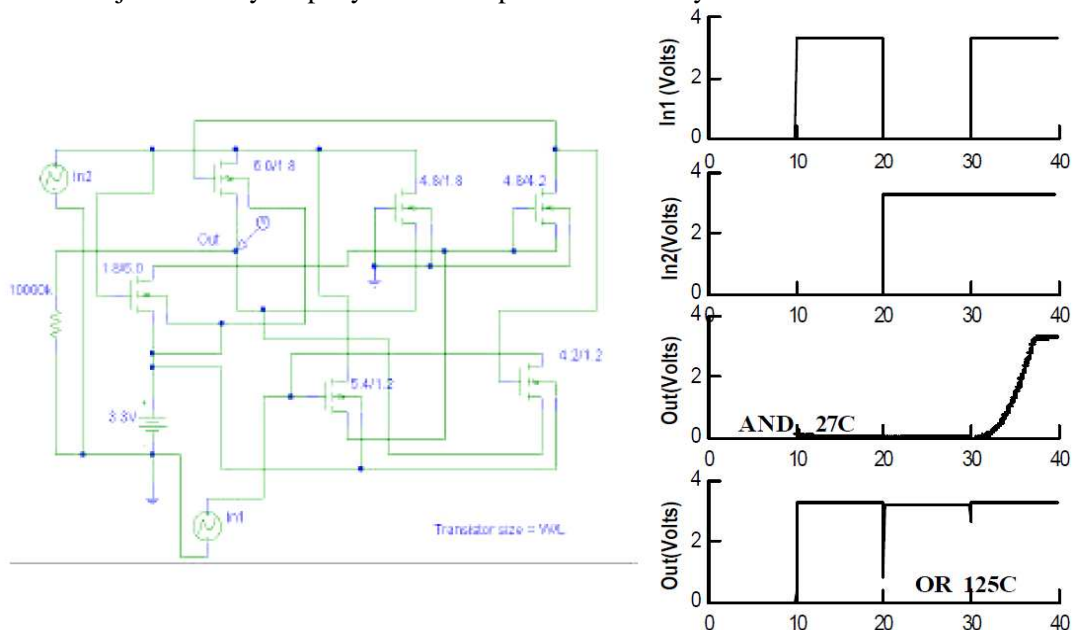 In2
6.0/1.8
4.8/1.8
4.8/4.2
Out
V
1.8/5.0
10000k
3.3V
5.4/1.2
4.2/1.2
In1
Transistor size = W/L
In1 (Volts)
4
2
0
0 10 20 30 40
In2(Volts)
4
2
0
0 10 20 30 40
Out(Volts)
4
2
0
AND 27C
0 10 20 30 40
Out(Volts)
4
2
0
OR 125C
0 10 20 30 40